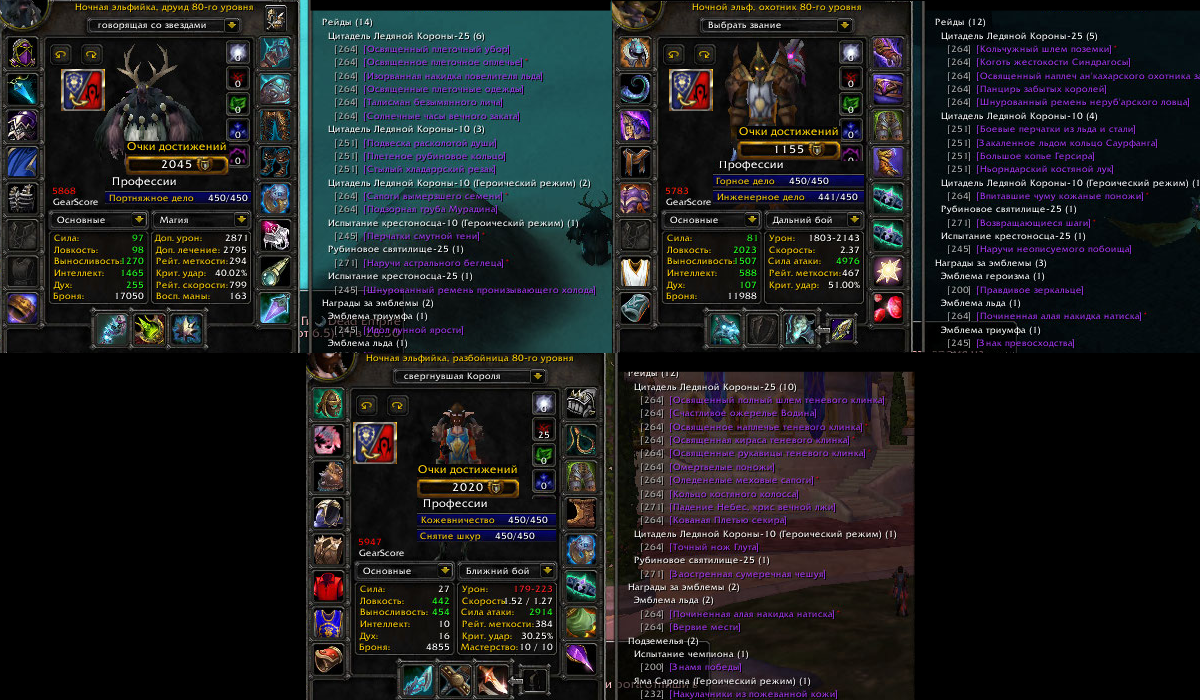 Ночная эльфийка, друид 80-го уровня
говорящая со звездами
0
0
0
0
Очки достижений
2045
Профессии
Портняжное дело 450/450
5868
GearScore
Основные
Магия
Сила: 97
Ловкость: 98
Выносливость: 1270
Интеллект: 1465
Дух: 255
Броня: 17050
Доп. урон: 2871
Доп. лечение: 2795
Рейт. меткости: 294
Крит. удар: 40.02%
Рейт. скорости: 799
Восп. маны: 163
Рейды (14)
Цитадель Ледяной Короны-25 (6)
[264] [Освященный плеточный убор]
[264] [Освященное плеточное оплечье]
[264] [Изорванная накидка повелителя льда]
[264] [Освященные плеточные одежды]
[264] [Талисман безымянного лича]
[264] [Солнечные часы вечного заката]
Цитадель Ледяной Короны-10 (3)
[251] [Подвеска расколотой души]
[251] [Плетеное рубиновое кольцо]
[251] [Стылый хладаррский резак]
Цитадель Ледяной Короны-10 (Героический режим) (2)
[264] [Сапоги вымершего семени]
[264] [Подзорная труба Мурадина]
Испытание крестоносца-10 (Героический режим) (1)
[245] [Перчатки смутной тени]
Рубиновое святилище-25 (1)
[271] [Наручи астрального беглеца]
Испытание крестоносца-25 (1)
[245] [Шнурованный ремень пронизывающего холода]
Награды за эмблемы (2)
Эмблема триумфа (1)
[245] [Идол лунной ярости]
Эмблема льда (1)
Ночной эльф, охотник 80-го уровня
Выбрать звание
0
0
0
0
Очки достижений
1155
Профессии
Горное дело 450/450
Инженерное дело 441/450
5783
GearScore
Основные
Дальний бой
Сила: 81
Ловкость: 2023
Выносливость: 1507
Интеллект: 588
Дух: 107
Броня: 11988
Урон: 1803-2143
Скорость: 2.37
Сила атаки: 4976
Рейт. меткости: 467
Крит. удар: 51.00%
Рейды (12)
Цитадель Ледяной Короны-25 (5)
[264] [Кольчужный шлем поземки]
[264] [Коготь жестокости Синдрагосы]
[264] [Освященный наплеч ан'кахарского охотника за
[264] [Панцирь забытых королей]
[264] [Шнурованный ремень неруб'арского ловца]
Цитадель Ледяной Короны-10 (4)
[251] [Боевые перчатки из льда и стали]
[251] [Закаленное льдом кольцо Саурфанга]
[251] [Большое копье Герсира]
[251] [Ньорндарский костяной лук]
Цитадель Ледяной Короны-10 (Героический режим) (1
[264] [Впитавшие чуму кожаные поножи]
Рубиновое святилище-25 (1)
[271] [Возвращающиеся шаги]
Испытание крестоносца-25 (1)
[245] [Наручи неописуемого побоища]
Награды за эмблемы (3)
Эмблема героизма (1)
[200] [Правдивое зеркальце]
Эмблема льда (1)
[264] [Починенная алая накидка натиска]
Эмблема триумфа (1)
[245] [Знак превосходства]
Ночная эльфийка, разбойница 80-го уровня
свергнувшая Короля
0
25
0
0
Очки достижений
2020
Профессии
Кожевничество 450/450
Снятие шкур 450/450
5947
GearScore
Основные
Ближний бой
Сила: 27
Ловкость: 442
Выносливость: 454
Интеллект: 10
Дух: 16
Броня: 4855
Урон: 179-223
Скорость: 1.52 / 1.27
Сила атаки: 2914
Рейт. меткости: 384
Крит. удар: 30.25%
Мастерство: 10 / 10
Рейды (12)
Цитадель Ледяной Короны-25 (10)
[264] [Освященный полный шлем теневого клинка]
[264] [Счастливое ожерелье Водина]
[264] [Освященное наплечье теневого клинка]
[264] [Освященная кираса теневого клинка]
[264] [Освященные рукавицы теневого клинка]
[264] [Омертвелые поножи]
[264] [Оледенелые меховые сапоги]
[264] [Кольцо костяного колосса]
[271] [Падение Небес, крис вечной лжи]
[264] [Кованая Плетью секира]
Цитадель Ледяной Короны-10 (Героический режим) (1)
[264] [Точный нож Глута]
Рубиновое святилище-25 (1)
[271] [Заостренная сумеречная чешуя]
Награды за эмблемы (2)
Эмблема льда (2)
[264] [Починенная алая накидка натиска]
[264] [Вервие мести]
Подземелья (2)
Испытание чемпиона (1)
[200] [Знамя победы]
Яма Сарона (Героический режим) (1)
[232] [Накулачники из пожеванной кожи]